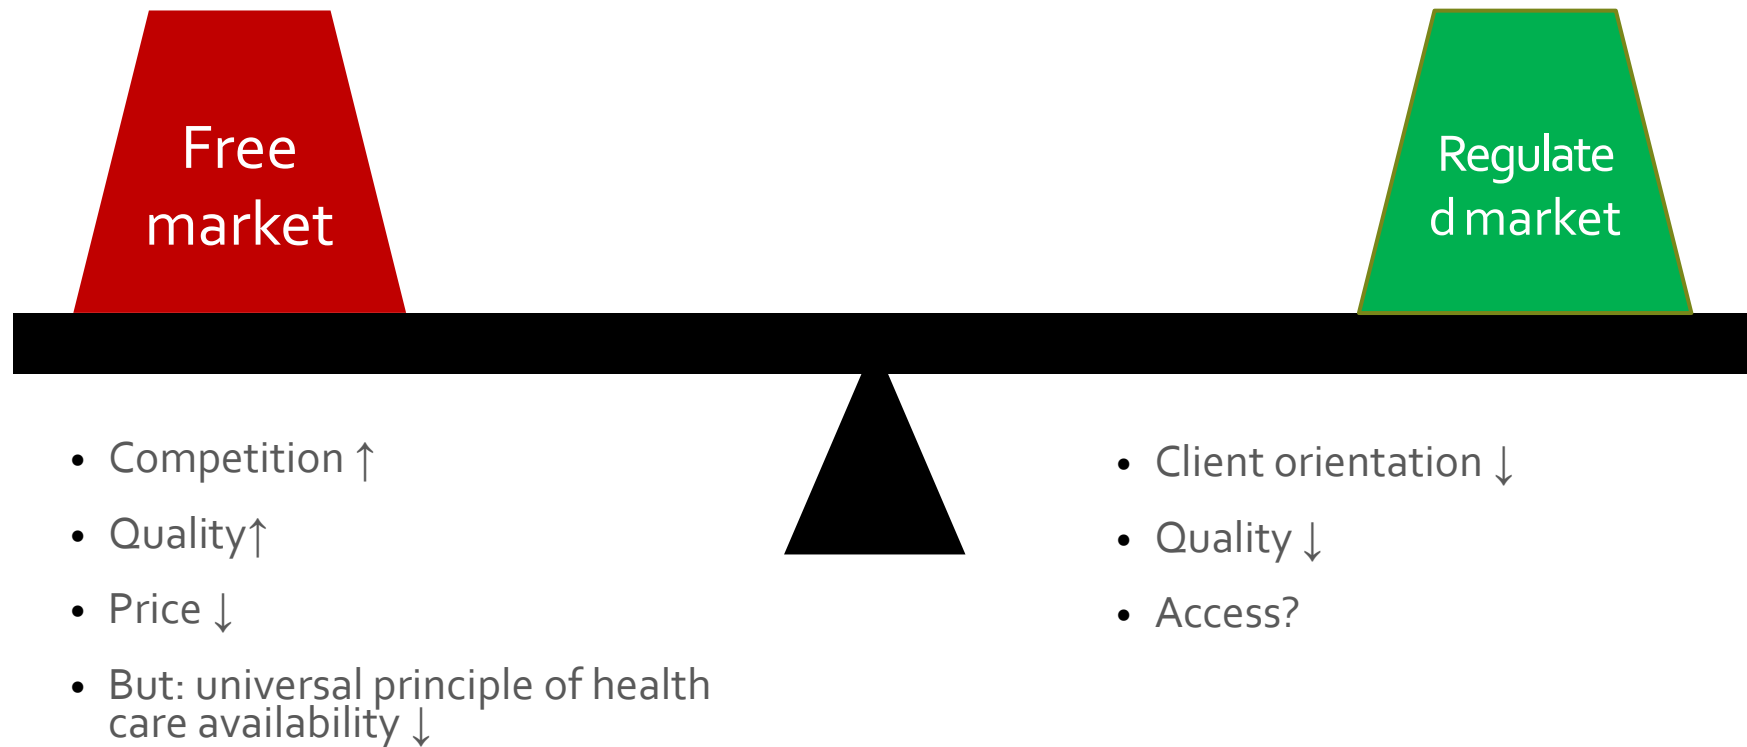 Free
market
Regulate
d market
• Competition ↑
• Quality↑
• Price ↓
• But: universal principle of health
care availability ↓
• Client orientation ↓
• Quality ↓
• Access?